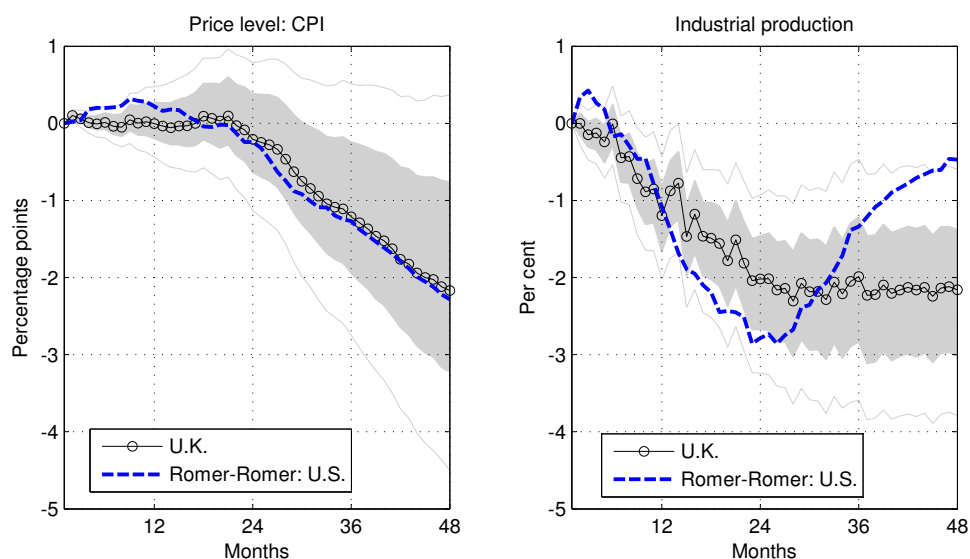 Price level: CPI
Percentage points
1
0
-1
-2
-3
-4
-5
12
24
36
48
Months
U.K.
Romer-Romer: U.S.
Industrial production
Per cent
1
0
-1
-2
-3
-4
-5
12
24
36
48
Months
U.K.
Romer-Romer: U.S.